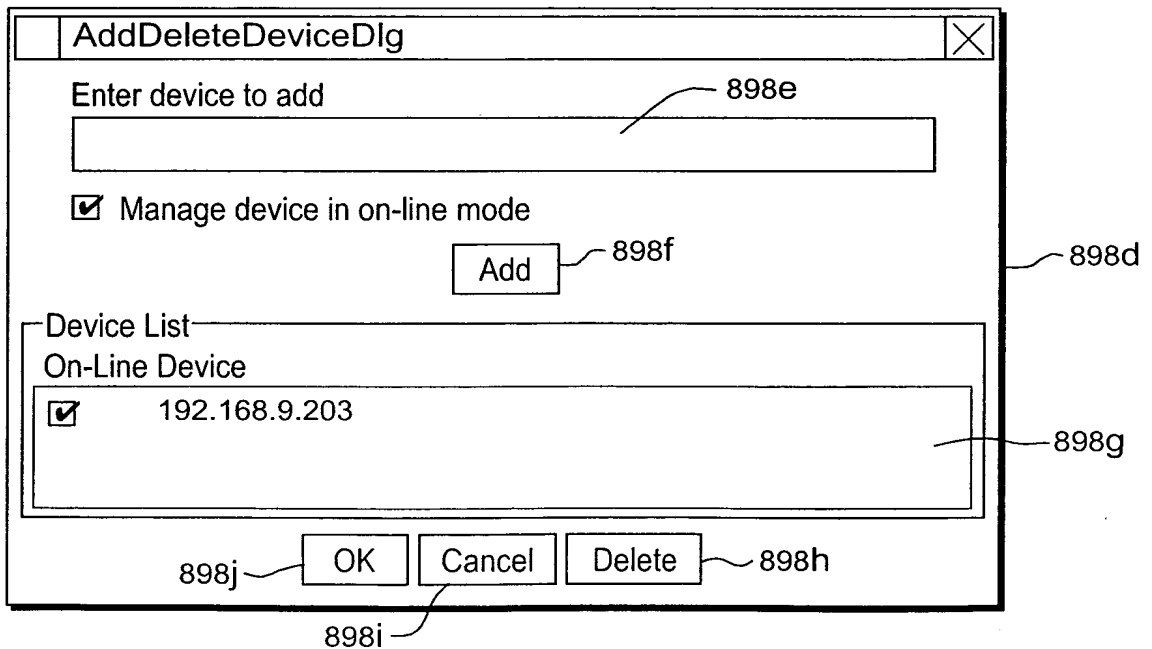 AddDeleteDeviceDlg
Enter device to add
898e
Manage device in on-line mode
Add
898f
898d
Device List
On-Line Device
192.168.9.203
898g
898j
OK
Cancel
Delete
898h
898i